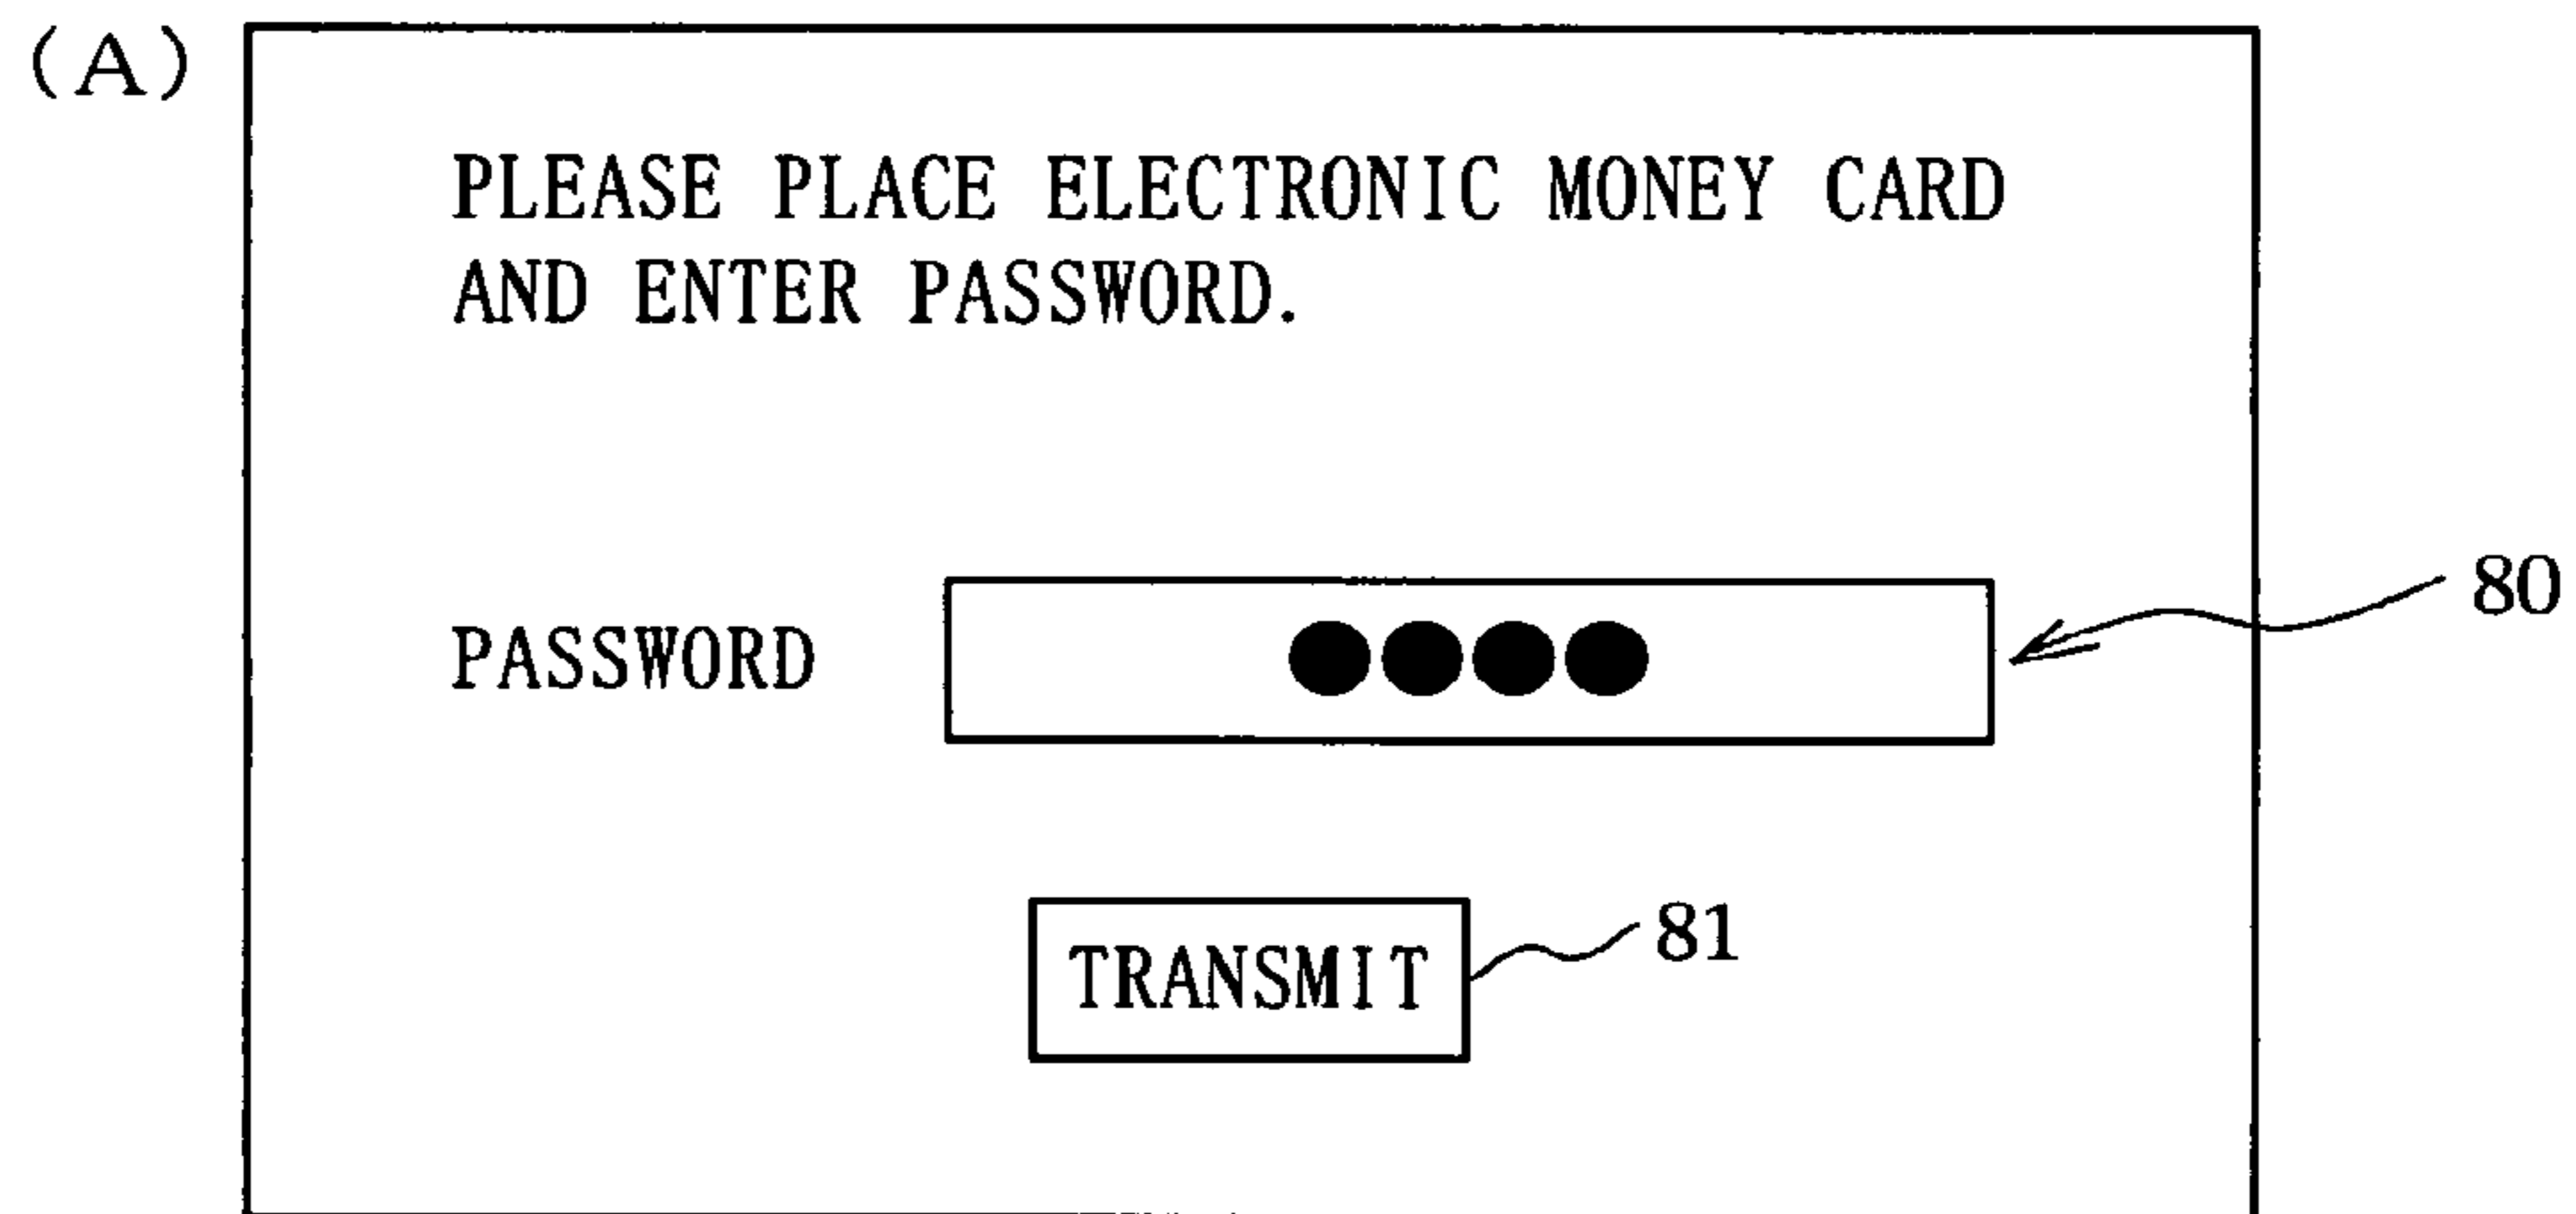 (A)
PLEASE PLACE ELECTRONIC MONEY CARD
AND ENTER PASSWORD.
PASSWORD ●●●● 80
TRANSMIT 81